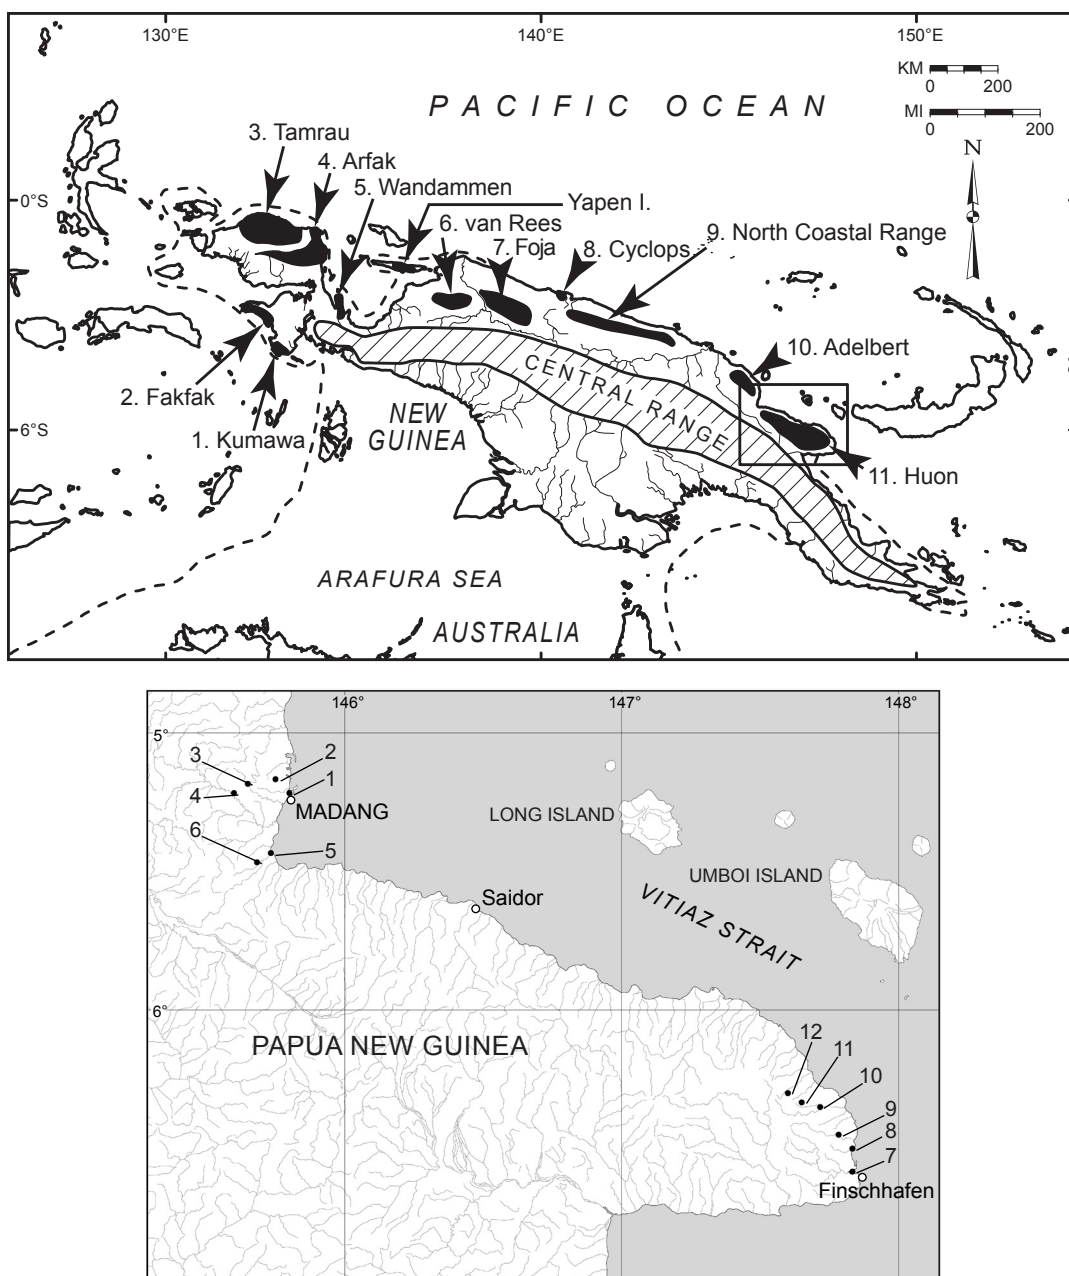 130°E
140°E
150°E
KM
0
200
MI
0
200
PACIFIC OCEAN
N
3. Tamrau
4. Arfak
5. Wandammen
Yapen I.
6. van Rees
7. Foja
8. Cyclops
9. North Coastal Range
0°S
10. Adelbert
2. Fakfak
CENTRAL RANGE
NEW
GUINEA
1. Kumawa
6°S
11. Huon
ARAFURA SEA
AUSTRALIA
146°
147°
148°
5°
3
2
4
1
MADANG
LONG ISLAND
6
5
UMBOI ISLAND
Saidor
VITIAZ STRAIT
6°
PAPUA NEW GUINEA
12
11
10
9
8
7
Finschhafen